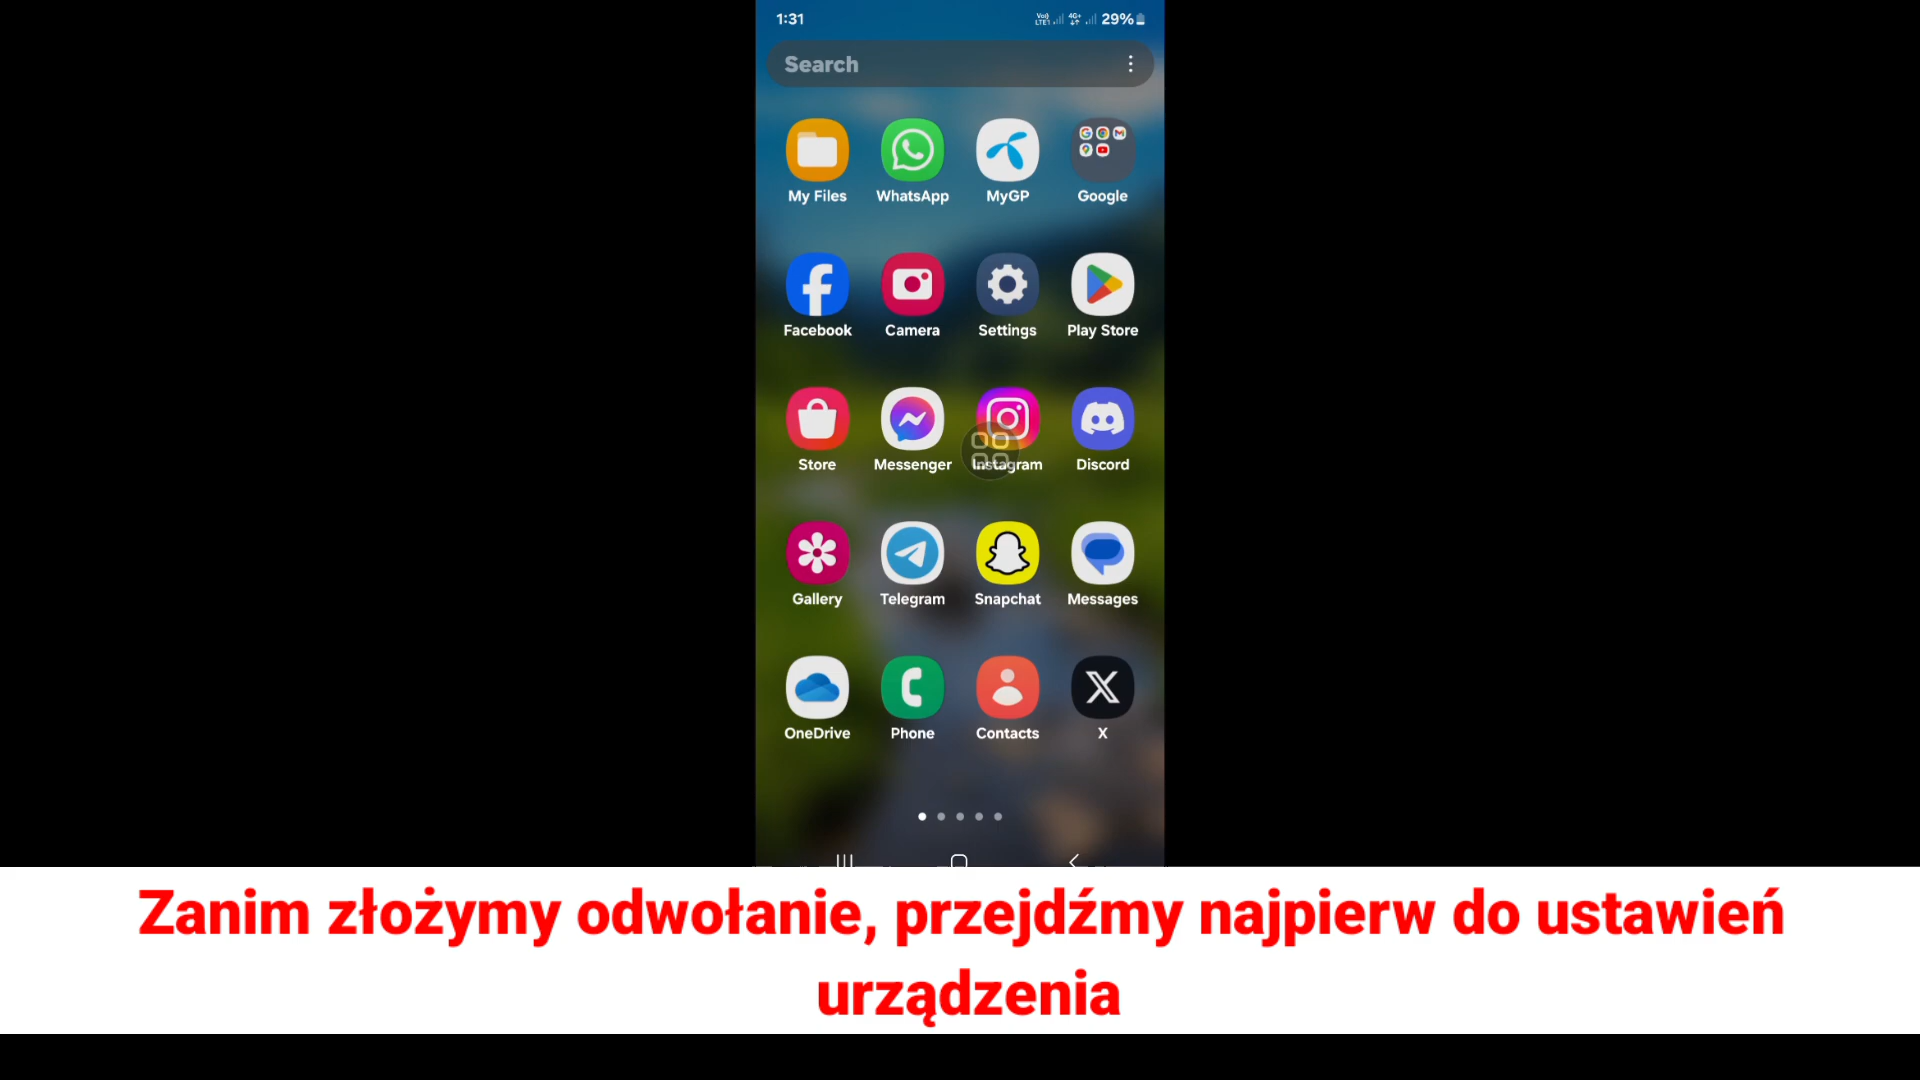 1:31
29%
Search
My Files WhatsApp MyGP Google
Facebook Camera Settings Play Store
Store Messenger Instagram Discord
Gallery Telegram Snapchat Messages
OneDrive Phone Contacts X
Zanim złożymy odwołanie, przejdźmy najpierw do ustawień
urządzenia